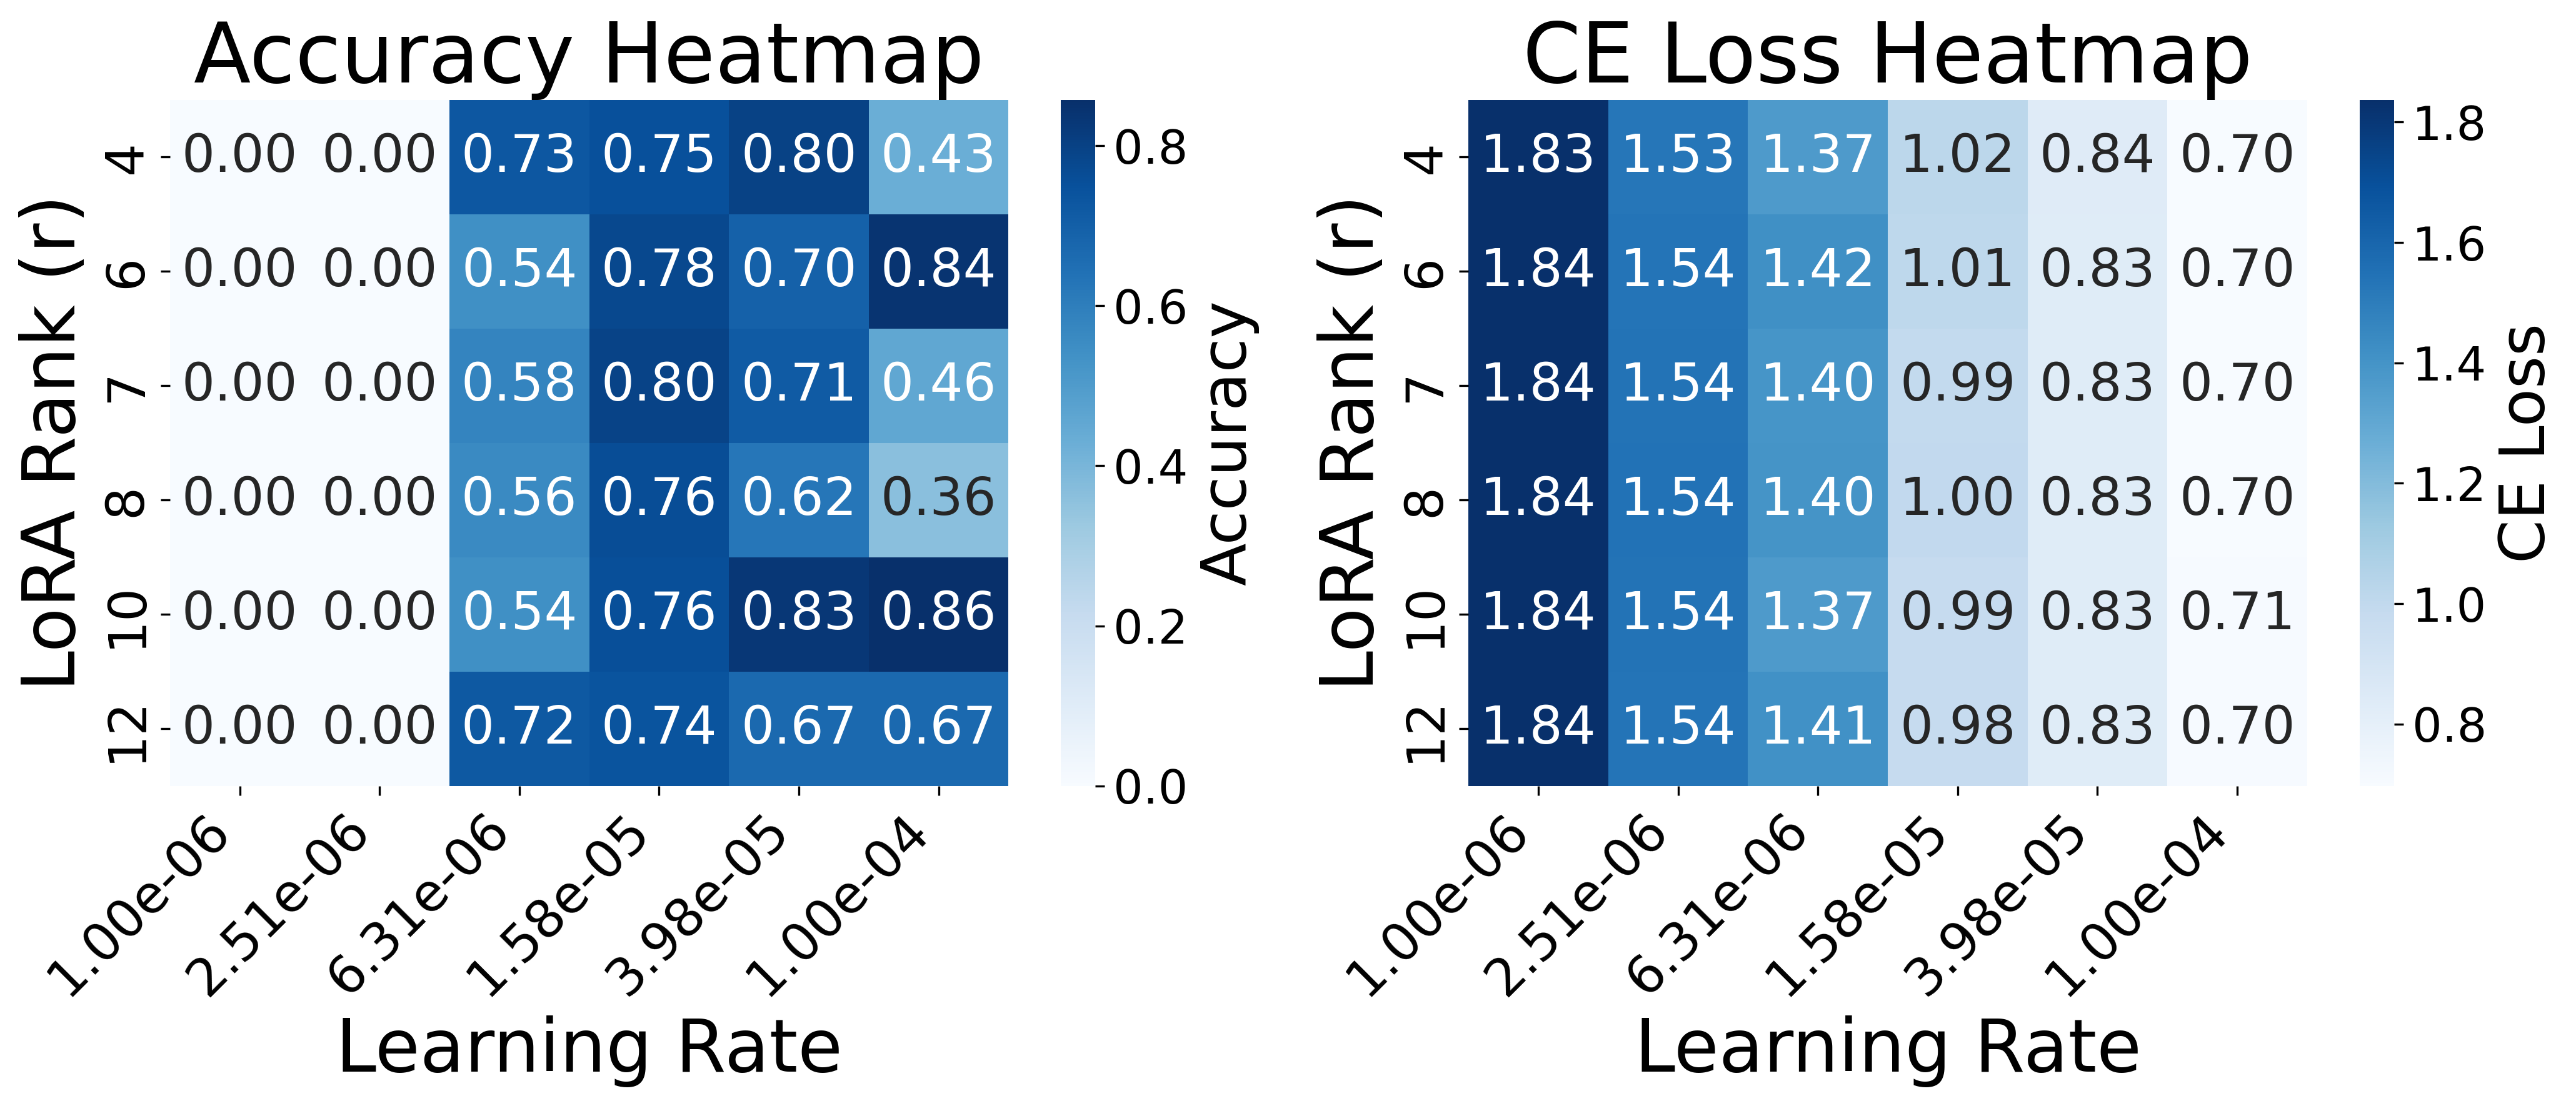 Accuracy Heatmap
LoRA Rank (r)
4 0.00 0.00 0.73 0.75 0.80 0.43
6 0.00 0.00 0.54 0.78 0.70 0.84
7 0.00 0.00 0.58 0.80 0.71 0.46
8 0.00 0.00 0.56 0.76 0.62 0.36
10 0.00 0.00 0.54 0.76 0.83 0.86
12 0.00 0.00 0.72 0.74 0.67 0.67
1.00e-06 2.51e-06 6.31e-06 1.58e-05 3.98e-05 1.00e-04
Learning Rate
0.8
0.6
0.4
0.2
0.0
Accuracy
CE Loss Heatmap
LoRA Rank (r)
4 1.83 1.53 1.37 1.02 0.84 0.70
6 1.84 1.54 1.42 1.01 0.83 0.70
7 1.84 1.54 1.40 0.99 0.83 0.70
8 1.84 1.54 1.40 1.00 0.83 0.70
10 1.84 1.54 1.37 0.99 0.83 0.71
12 1.84 1.54 1.41 0.98 0.83 0.70
1.00e-06 2.51e-06 6.31e-06 1.58e-05 3.98e-05 1.00e-04
Learning Rate
1.8
1.6
1.4
1.2
1.0
0.8
CE Loss